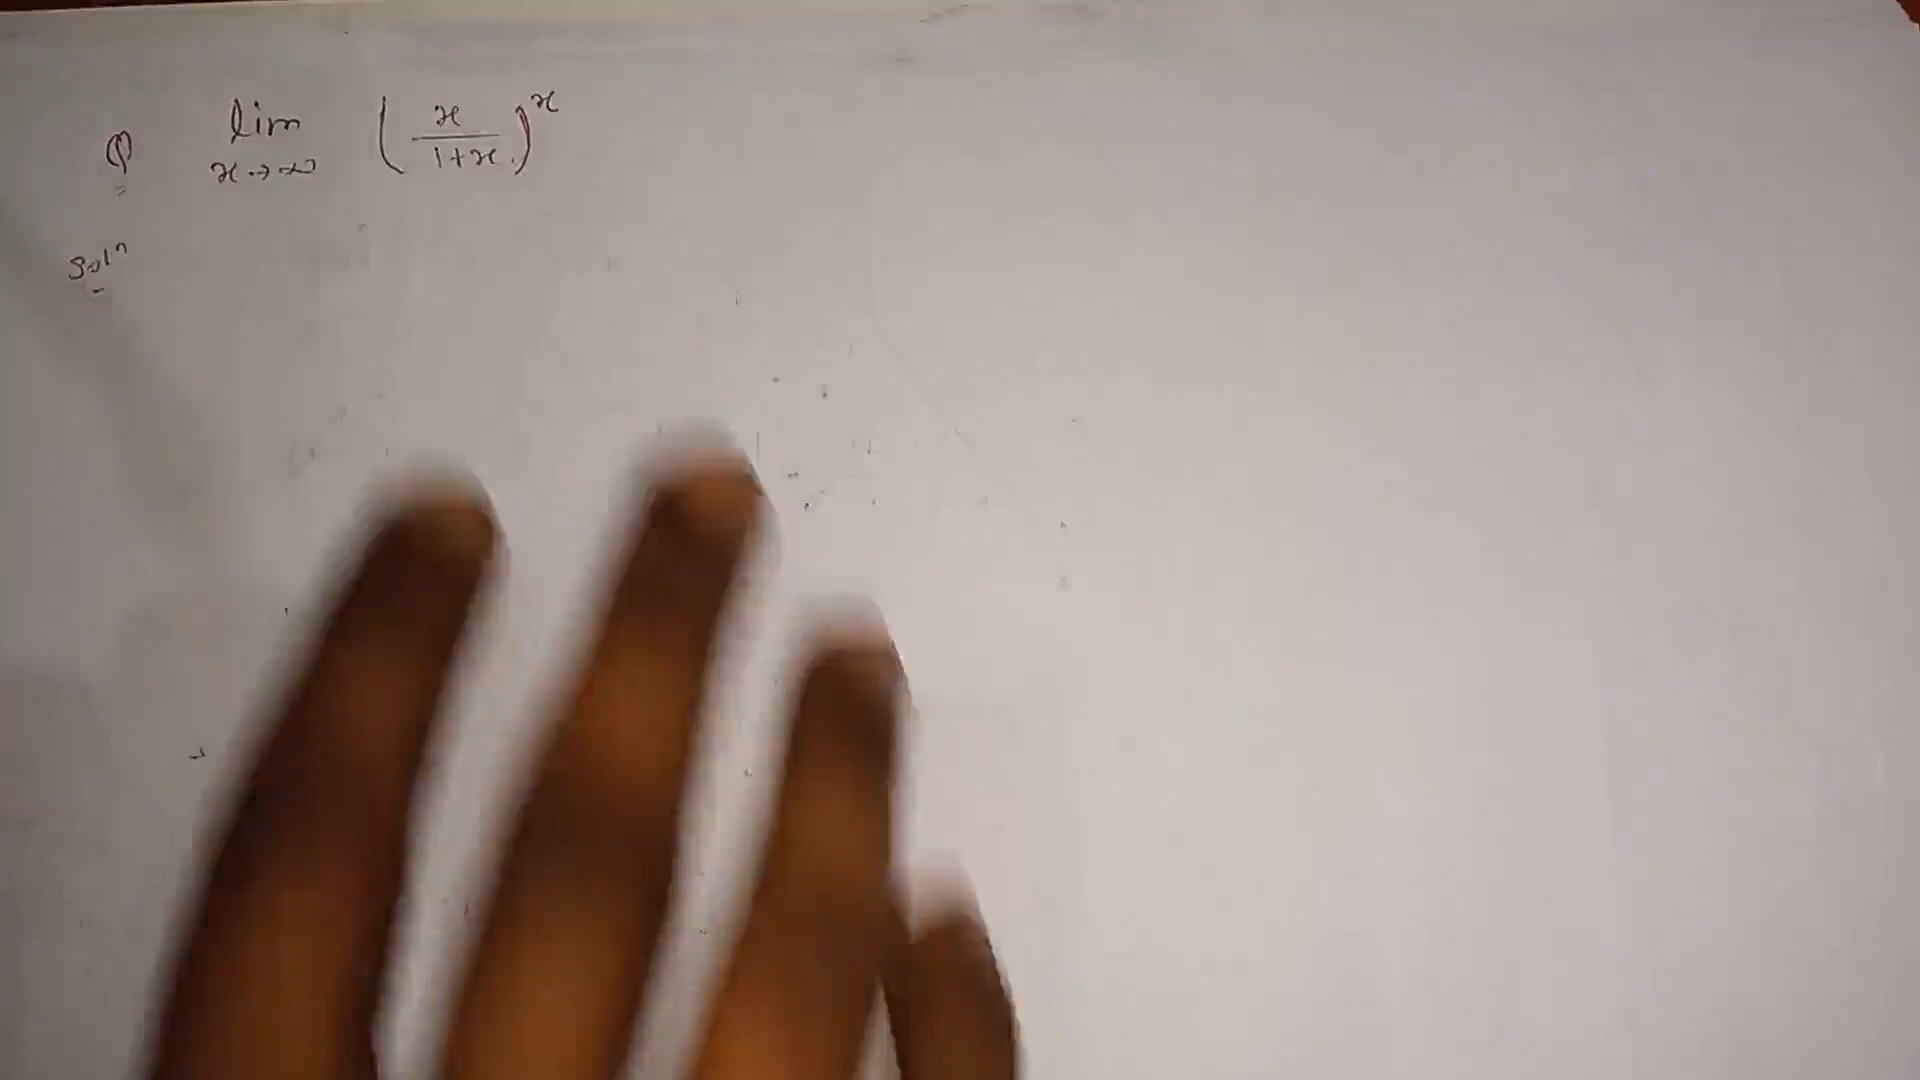 Q lim x→∞ (x/(1+x))^x
Solⁿ